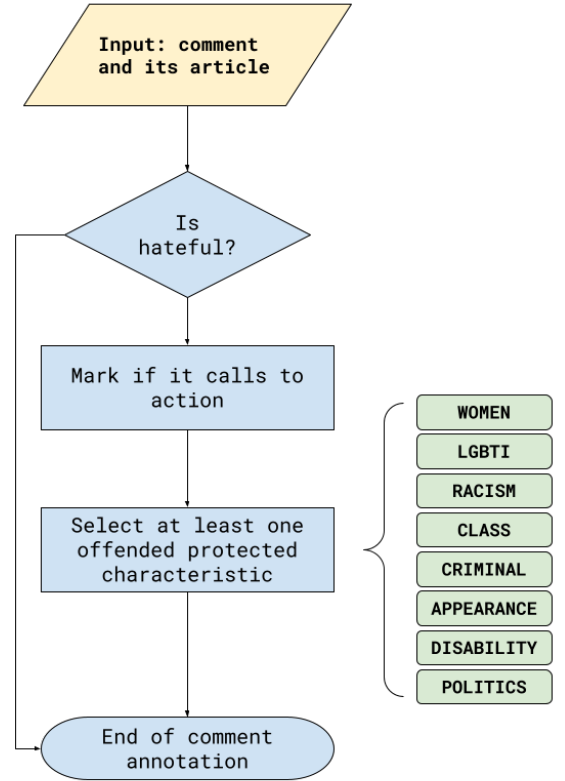 Input: comment
and its article
Is
hateful?
Mark if it calls to
action
Select at least one
offended protected
characteristic
WOMEN
LGBTI
RACISM
CLASS
CRIMINAL
APPEARANCE
DISABILITY
POLITICS
End of comment
annotation